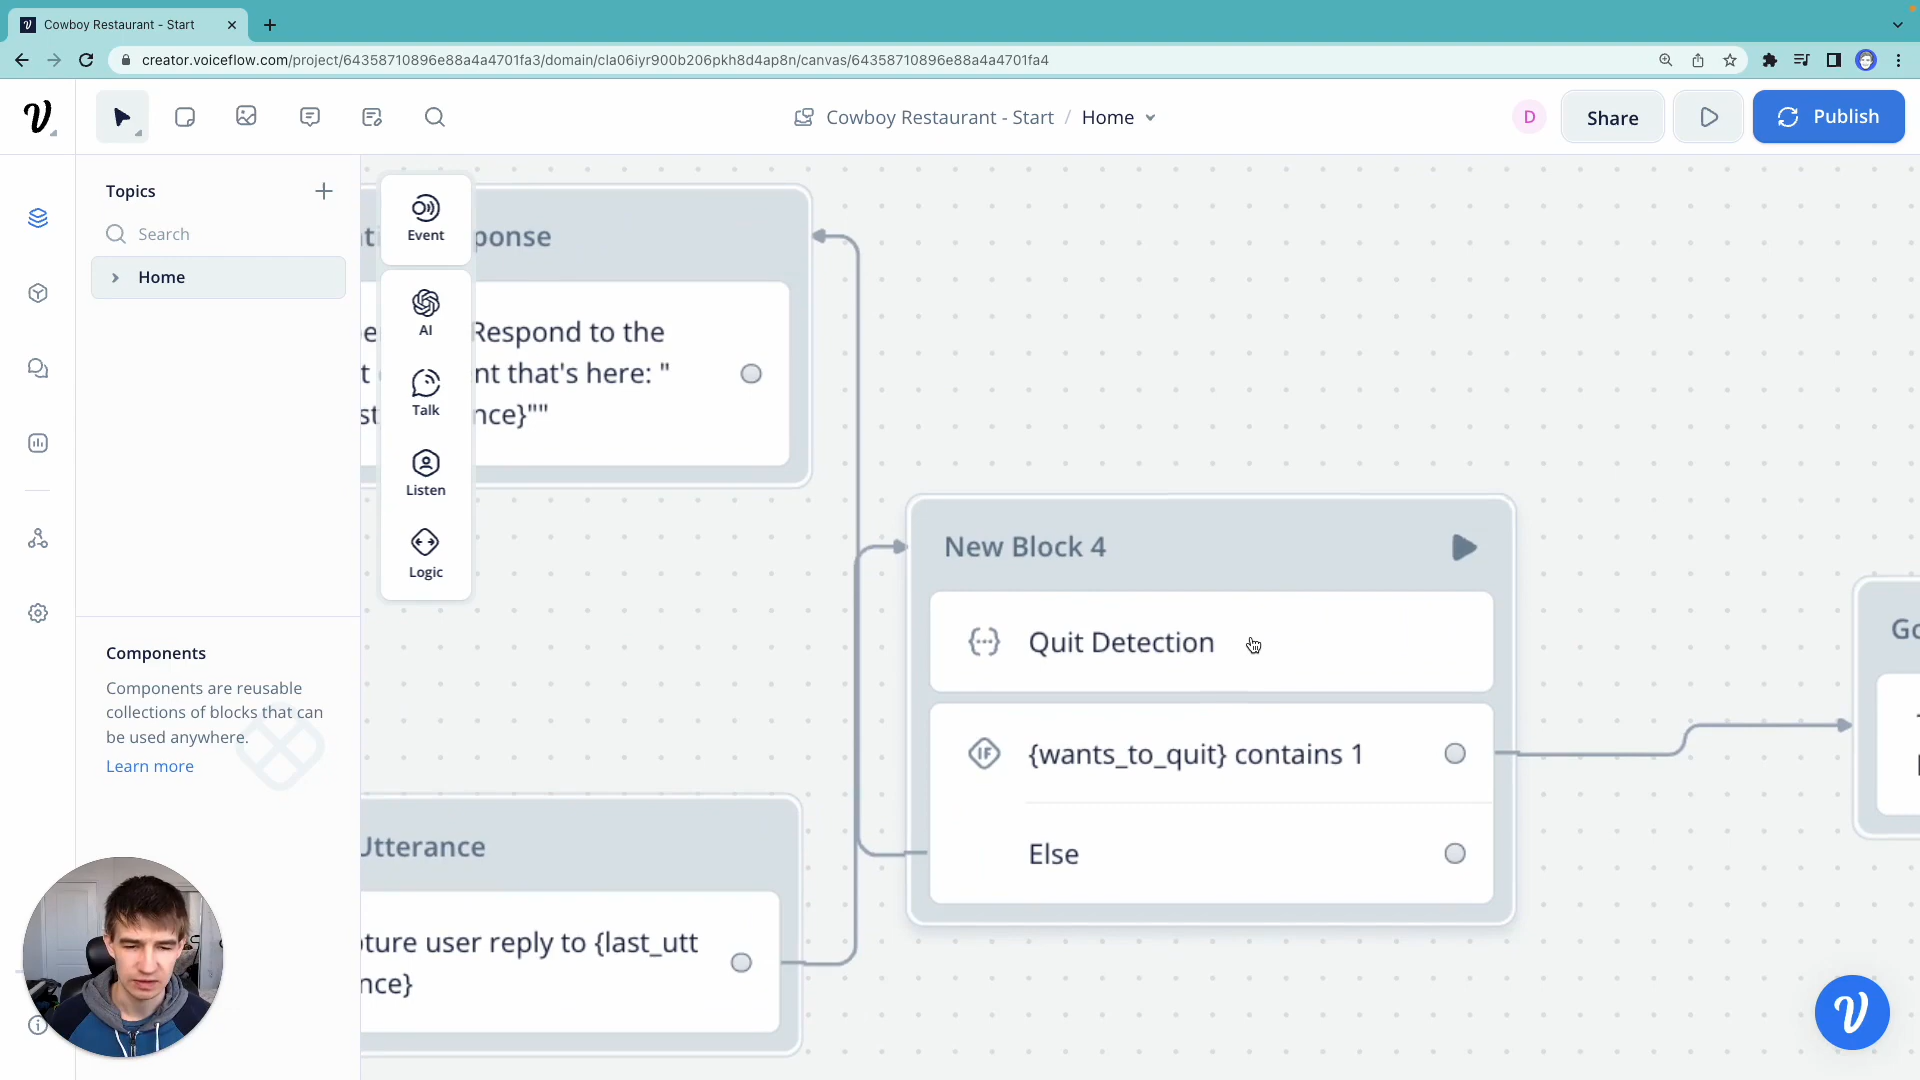 Cowboy Restaurant - Start
creator.voiceflow.com/project/64358710896e88a4a4701fa3/domain/cla06iyr900b206pkh8d4ap8n/canvas/64358710896e88a4a4701fa4
Cowboy Restaurant - Start / Home
D
Share
Publish
Topics
Search
Home
Components
Components are reusable
collections of blocks that can
be used anywhere.
Learn more
Event
AI
Talk
Listen
Logic
ponse
Respond to the
nt that's here: "
nce}""
New Block 4
Quit Detection
IF {wants_to_quit} contains 1
Else
Utterance
pture user reply to {last_utt
nce}
Go